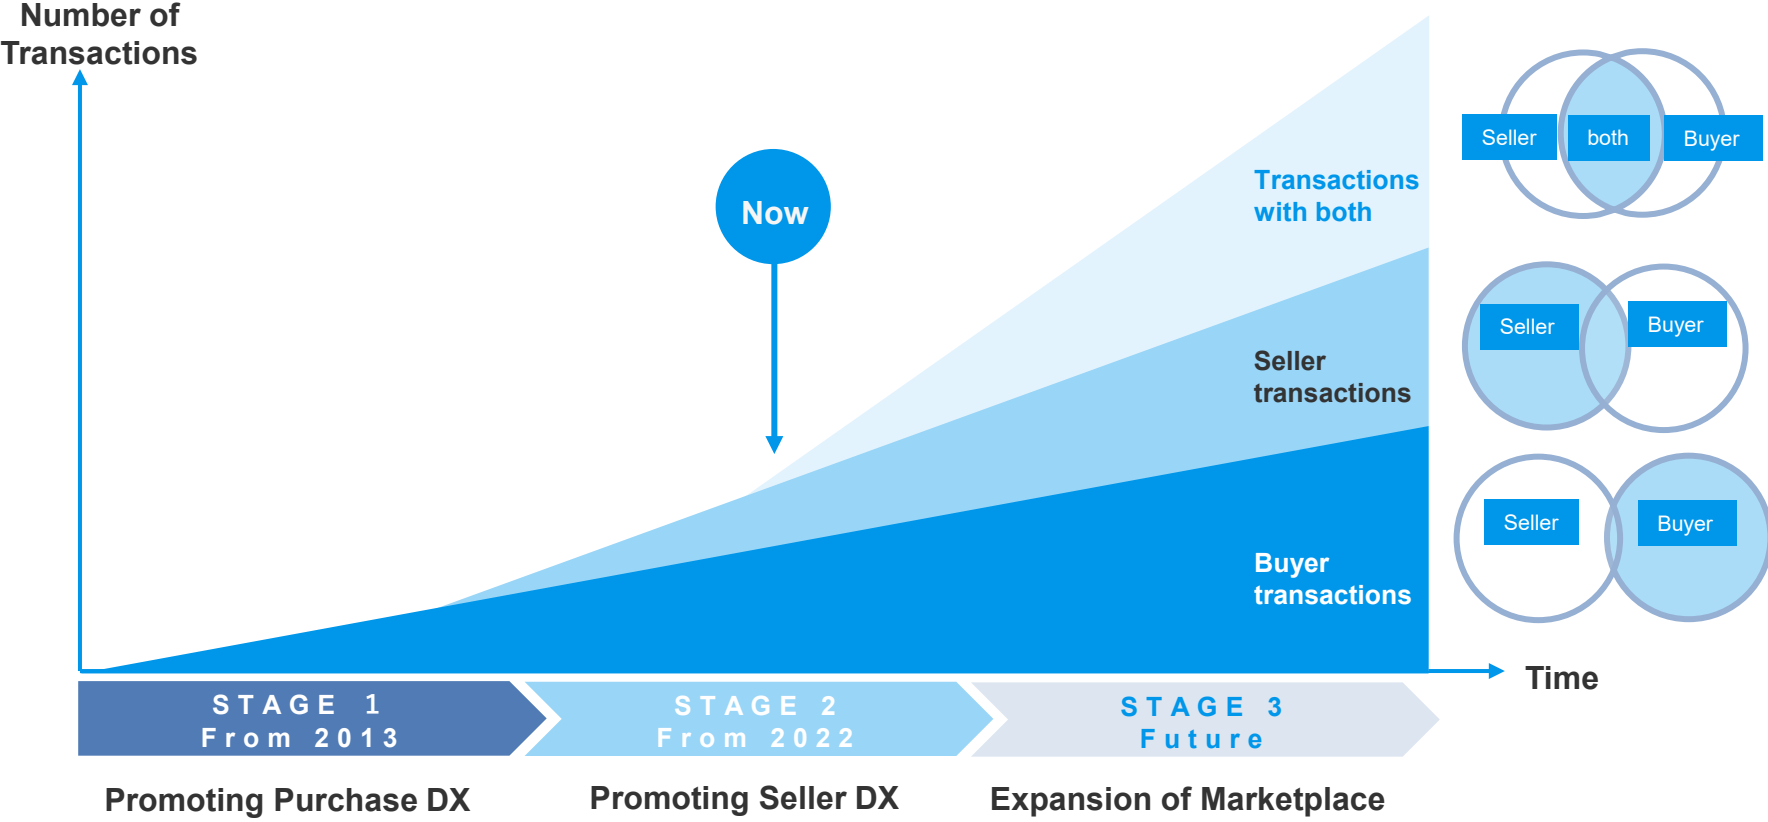 Number of
Transactions
Now
Transactions
with both
Seller
transactions
Buyer
transactions
Seller
both
Buyer
Seller
Buyer
Seller
Buyer
Time
STAGE 1
From 2013
STAGE 2
From 2022
STAGE 3
Future
Promoting Purchase DX
Promoting Seller DX
Expansion of Marketplace